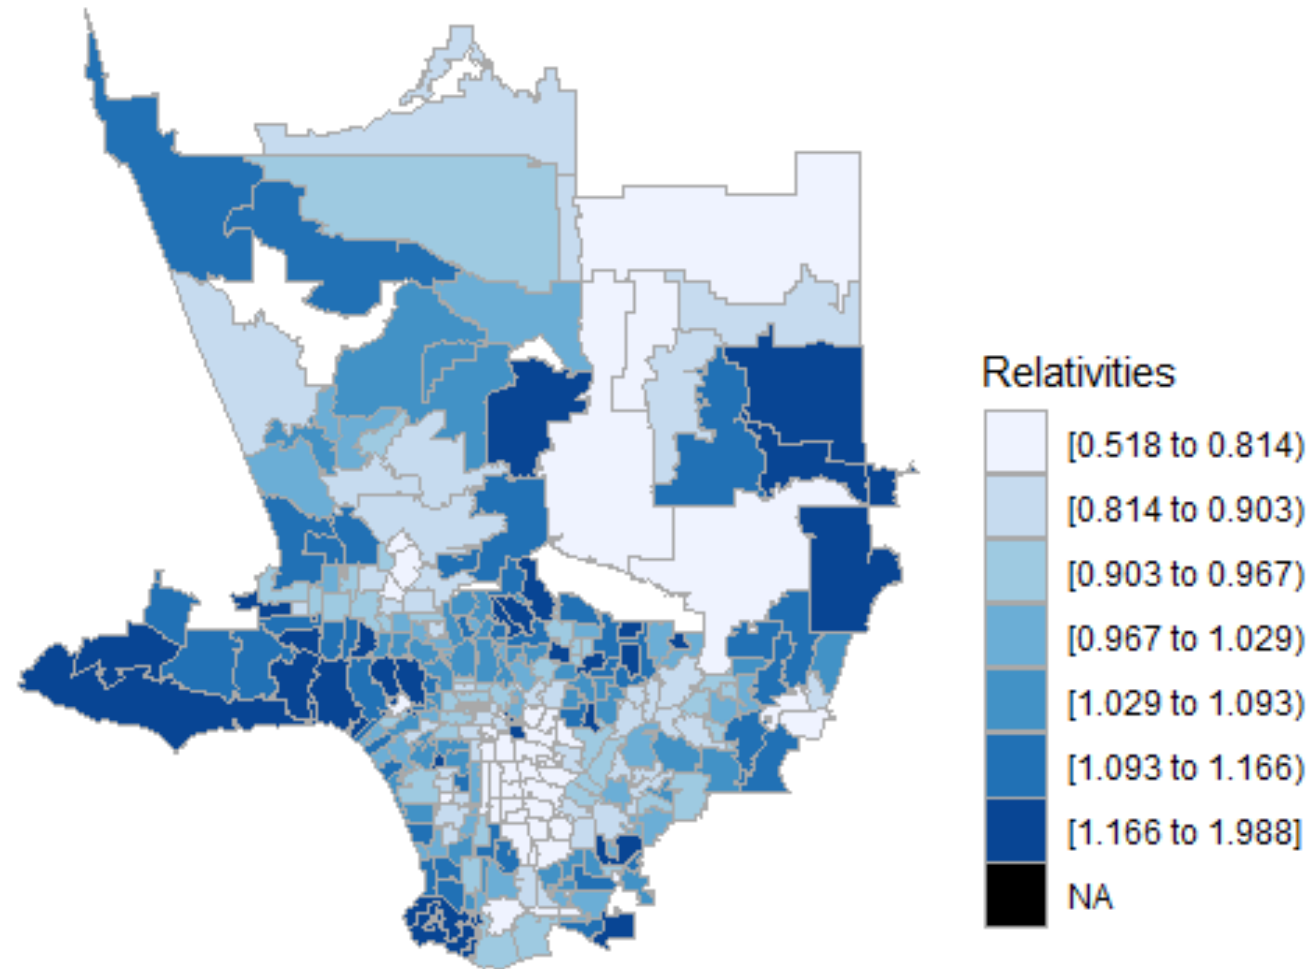 Relativities
[0.518 to 0.814)
[0.814 to 0.903)
[0.903 to 0.967)
[0.967 to 1.029)
[1.029 to 1.093)
[1.093 to 1.166)
[1.166 to 1.988]
NA